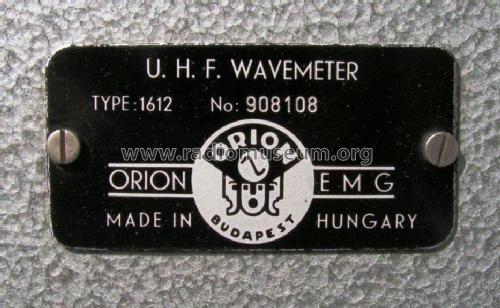 U. H. F. WAVEMETER
TYPE: 1612 No: 908108
ORION
www.radiomuseum.org
ORION EMG
BUDAPEST
MADE IN HUNGARY